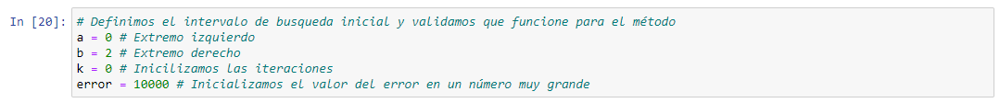 In [20]: # Definimos el intervalo de busqueda inicial y validamos que funcione para el método
a = 0 # Extremo izquierdo
b = 2 # Extremo derecho
k = 0 # Inicilizamos las iteraciones
error = 10000 # Inicializamos el valor del error en un número muy grande